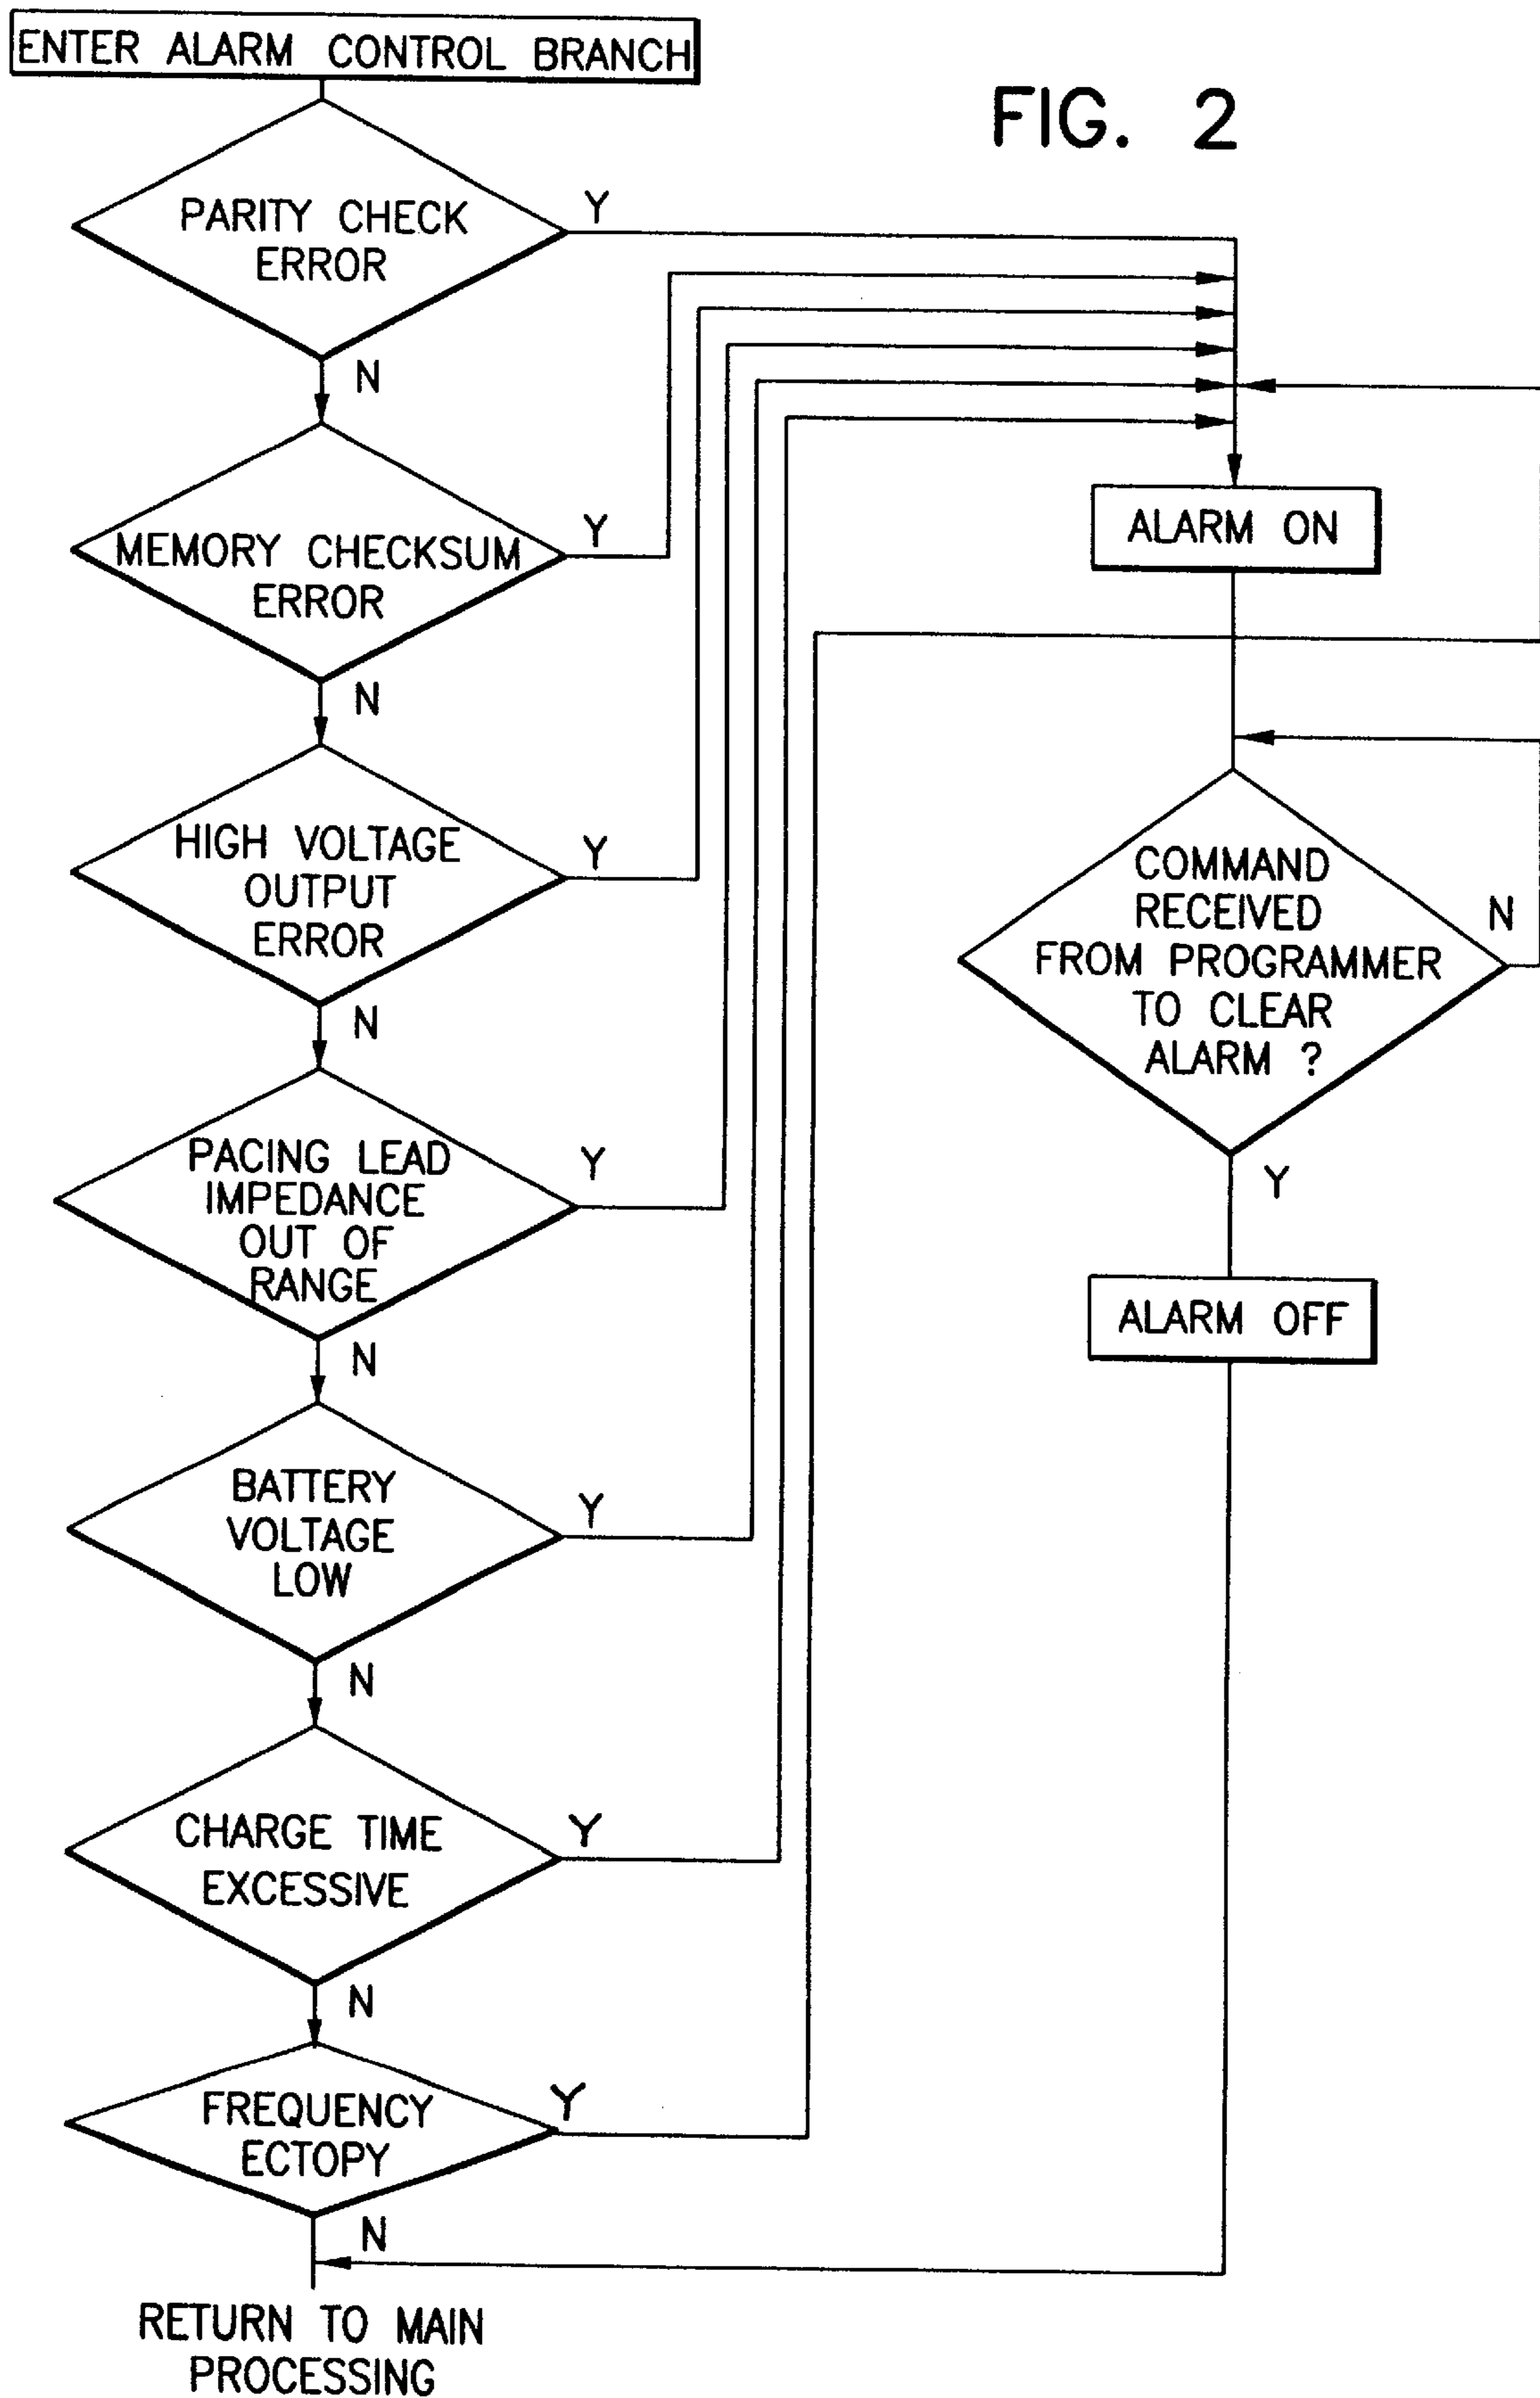 ENTER ALARM CONTROL BRANCH
FIG. 2
PARITY CHECK
ERROR
Y
N
MEMORY CHECKSUM
ERROR
Y
N
HIGH VOLTAGE
OUTPUT
ERROR
Y
N
PACING LEAD
IMPEDANCE
OUT OF
RANGE
Y
N
BATTERY
VOLTAGE
LOW
Y
N
CHARGE TIME
EXCESSIVE
Y
N
FREQUENCY
ECTOPY
Y
N
RETURN TO MAIN
PROCESSING
ALARM ON
COMMAND
RECEIVED
FROM PROGRAMMER
TO CLEAR
ALARM ?
N
Y
ALARM OFF